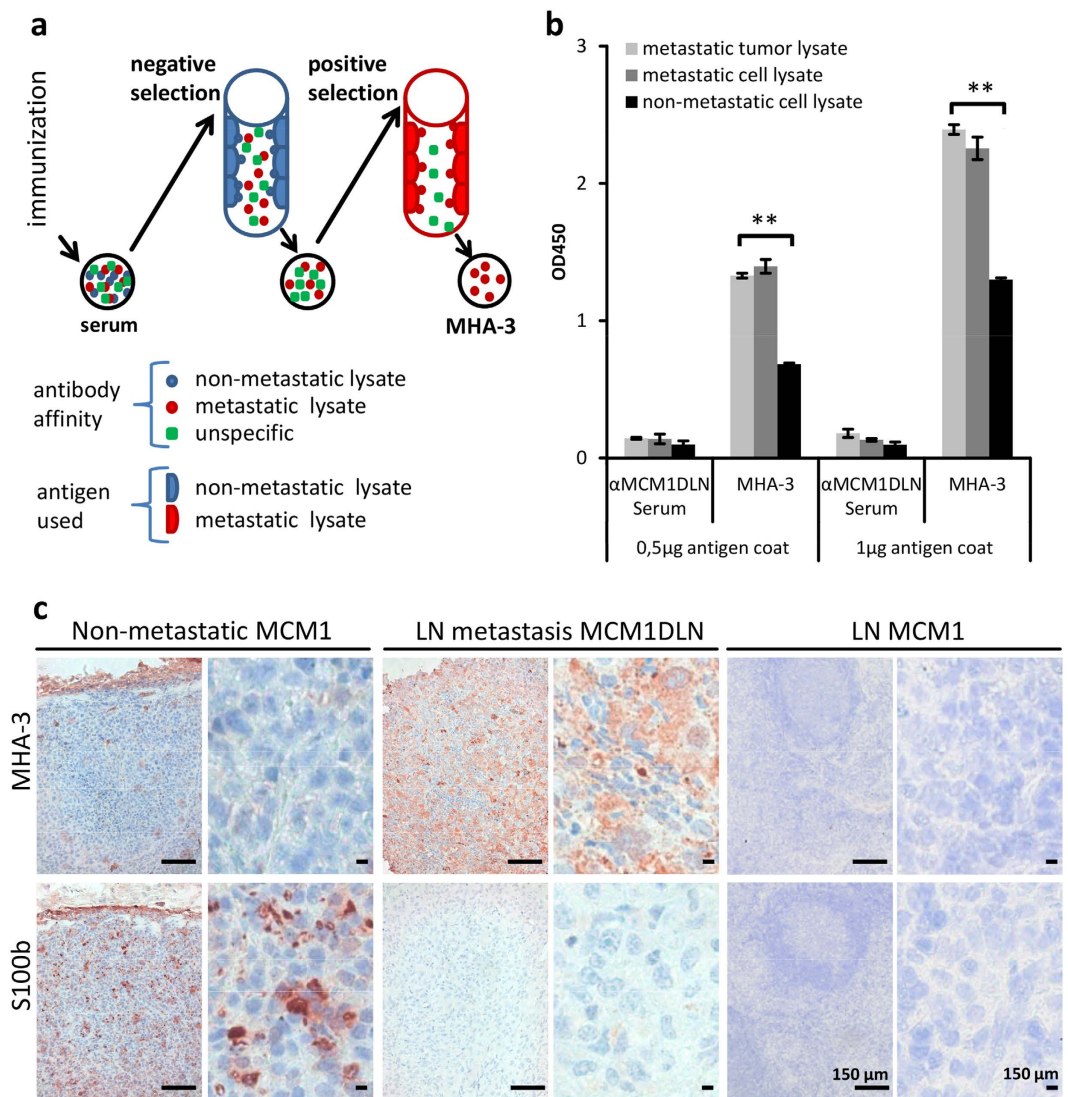 a
immunization
negative
selection
positive
selection
serum
MHA-3
antibody
affinity
non-metastatic lysate
metastatic lysate
unspecific
antigen
used
non-metastatic lysate
metastatic lysate
b
metastatic tumor lysate
metastatic cell lysate
non-metastatic cell lysate
OD450
3
2
1
0
**
**
αMCM1DLN
Serum
MHA-3
αMCM1DLN
Serum
MHA-3
0,5µg antigen coat
1µg antigen coat
c
Non-metastatic MCM1
LN metastasis MCM1DLN
LN MCM1
MHA-3
S100b
150 µm
150 µm